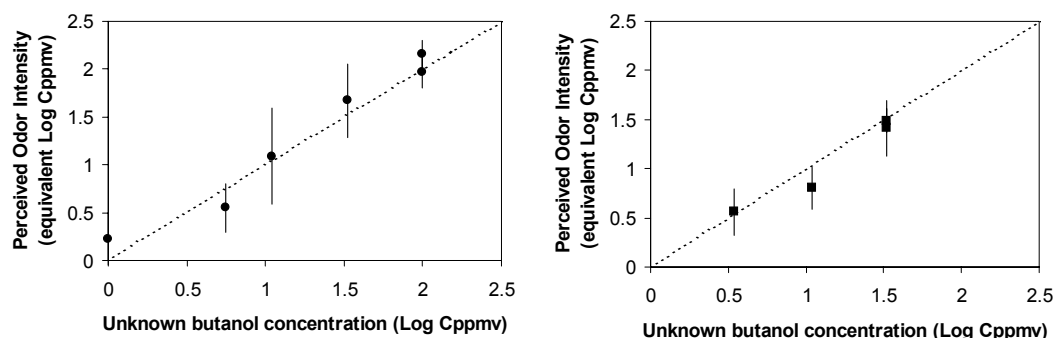 Perceived Odor Intensity
(equivalent Log Cppmv)
2.5
2
1.5
1
0.5
0
0 0.5 1 1.5 2 2.5
Unknown butanol concentration (Log Cppmv)
Perceived Odor Intensity
(equivalent Log Cppmv)
2.5
2
1.5
1
0.5
0
0 0.5 1 1.5 2 2.5
Unknown butanol concentration (Log Cppmv)